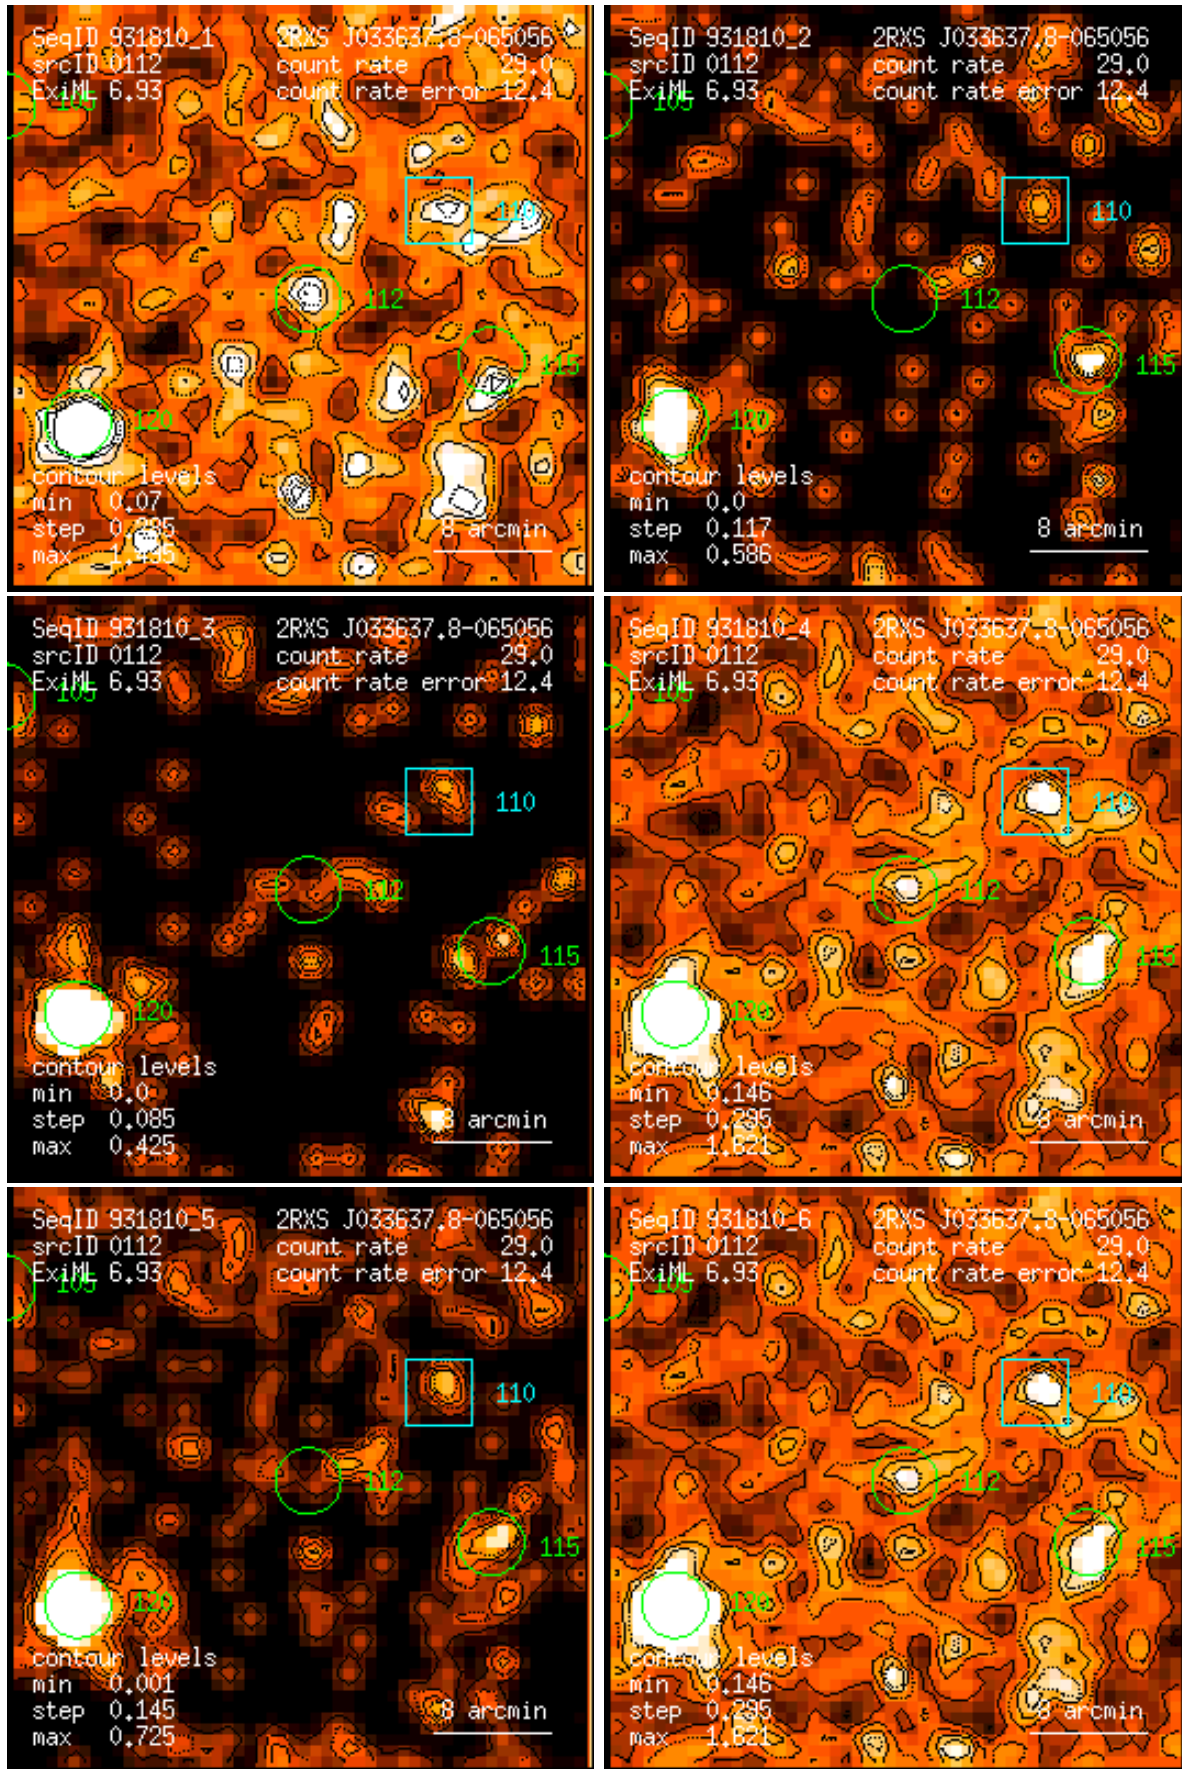 SeqID 931810_1 2RXS J033637.8-065056
srcID 0112 count rate 29.0
ExiML 6.93 count rate error 12.4
105
110
112
115
120
contour levels
min 0.07
step 0.285
max 1.495
8 arcmin
SeqID 931810_2 2RXS J033637.8-065056
srcID 0112 count rate 29.0
ExiML 6.93 count rate error 12.4
105
110
112
115
120
contour levels
min 0.0
step 0.117
max 0.586
8 arcmin
SeqID 931810_3 2RXS J033637.8-065056
srcID 0112 count rate 29.0
ExiML 6.93 count rate error 12.4
105
110
112
115
120
contour levels
min 0.0
step 0.085
max 0.425
8 arcmin
SeqID 931810_4 2RXS J033637.8-065056
srcID 0112 count rate 29.0
ExiML 6.93 count rate error 12.4
105
110
112
115
120
contour levels
min 0.146
step 0.295
max 1.621
8 arcmin
SeqID 931810_5 2RXS J033637.8-065056
srcID 0112 count rate 29.0
ExiML 6.93 count rate error 12.4
105
110
112
115
120
contour levels
min 0.001
step 0.145
max 0.725
8 arcmin
SeqID 931810_6 2RXS J033637.8-065056
srcID 0112 count rate 29.0
ExiML 6.93 count rate error 12.4
105
110
112
115
120
contour levels
min 0.146
step 0.295
max 1.621
8 arcmin